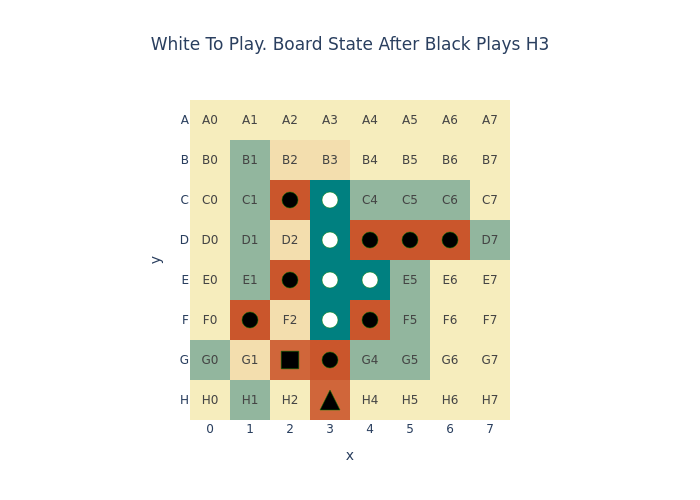 White To Play. Board State After Black Plays H3
A A0 A1 A2 A3 A4 A5 A6 A7
B B0 B1 B2 B3 B4 B5 B6 B7
C C0 C1 C4 C5 C6 C7
D D0 D1 D2 D7
E E0 E1 E5 E6 E7
F F0 F2 F5 F6 F7
G G0 G1 G4 G5 G6 G7
H H0 H1 H2 H4 H5 H6 H7
0 1 2 3 4 5 6 7
x
y